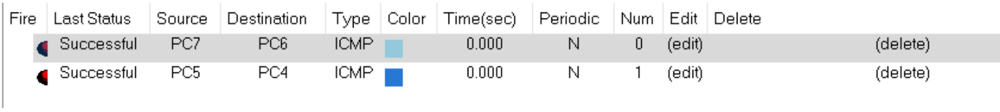 Fire Last Status Source Destination Type Color Time(sec) Periodic Num Edit Delete
Successful PC7 PC6 ICMP 0.000 N 0 (edit) (delete)
Successful PC5 PC4 ICMP 0.000 N 1 (edit) (delete)